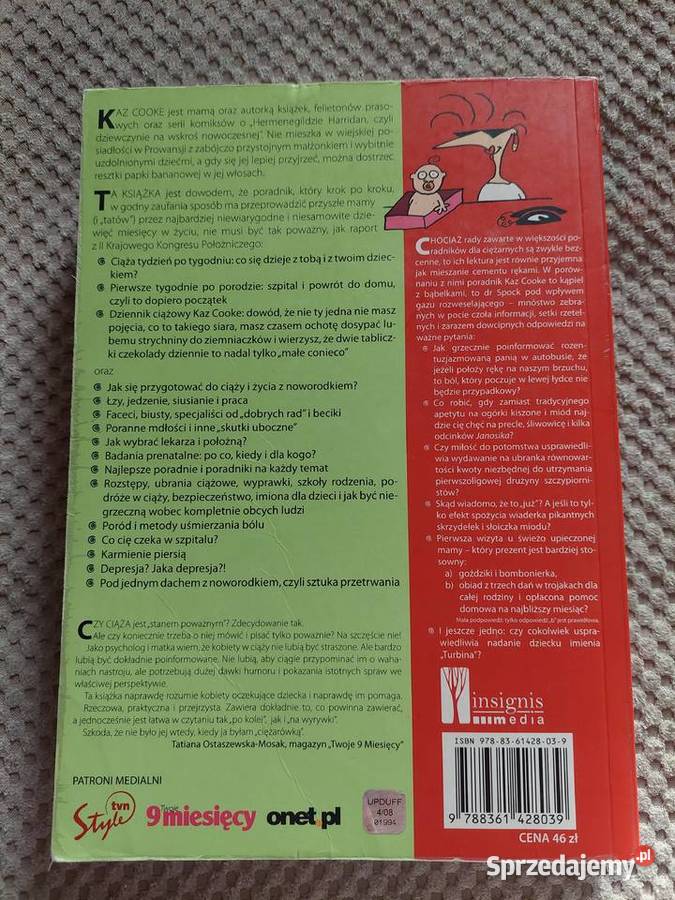 KAZ COOKE jest mamą oraz autorką książek, felietonów praso-
wych oraz serii komiksów o „Hermenegildzie Harridan, czyli
dziewczynie na wskroś nowoczesnej". Nie mieszka w wiejskiej po-
siadłości w Prowansji z zabójczo przystojnym małżonkiem i wybitnie
uzdolnionymi dziećmi, a gdy się jej lepiej przyjrzeć, można dostrzec
resztki papki bananowej w jej włosach.
TA KSIĄŻKA jest dowodem, że poradnik, który krok po kroku,
w godny zaufania sposób ma przeprowadzić przyszłe mamy
(i „tatów") przez najbardziej niewiarygodne i niesamowite dzie-
więć miesięcy w życiu, nie musi być tak poważny, jak raport
z II Krajowego Kongresu Położniczego:
Ciąża tydzień po tygodniu: co się dzieje z tobą i z twoim dziec-
kiem?
Pierwsze tygodnie po porodzie: szpital i powrót do domu,
czyli to dopiero początek
Dziennik ciążowy Kaz Cooke: dowód, że nie ty jedna nie masz
pojęcia, co to takiego siara, masz czasem ochotę dosypać lu-
bemu strychniny do ziemniaczków i wierzysz, że dwie tablicz-
ki czekolady dziennie to nadal tylko „małe conieco"
oraz
Jak się przygotować do ciąży i życia z noworodkiem?
Łzy, jedzenie, siusianie i praca
Faceci, biusty, specjaliści od „dobrych rad" i beciki
Poranne mdłości i inne „skutki uboczne"
Jak wybrać lekarza i położną?
Badania prenatalne: po co, kiedy i dla kogo?
Najlepsze poradnie i poradniki na każdy temat
Rozstępy, ubrania ciążowe, wyprawki, szkoły rodzenia, po-
dróże w ciąży, bezpieczeństwo, imiona dla dzieci i jak być nie-
grzeczną wobec kompletnie obcych ludzi
Poród i metody uśmierzania bólu
Co cię czeka w szpitalu?
Karmienie piersią
Depresja? Jaka depresja?!
Pod jednym dachem z noworodkiem, czyli sztuka przetrwania
CZY CIĄŻA jest „stanem poważnym"? Zdecydowanie tak.
Ale czy koniecznie trzeba o niej mówić i pisać tylko poważnie? Na szczęście nie!
Jako psycholog i matka wiem, że kobiety w ciąży nie lubią być straszone. Ale bardzo
lubią być dokładnie poinformowane. Nie lubią, aby ciągle przypominać im o waha-
niach nastroju, ale potrzebują dużej dawki humoru i pokazania istotnych spraw we
właściwej perspektywie.
Ta książka naprawdę rozumie kobiety oczekujące dziecka i naprawdę im pomaga.
Rzeczowa, praktyczna i przejrzysta. Zawiera dokładnie to, co powinna zawierać,
a jednocześnie jest łatwa w czytaniu tak „po kolei", jak i „na wyrywki".
Szkoda, że nie było jej wtedy, kiedy ja byłam „ciężarówką".
Tatiana Ostaszewska-Mosak, magazyn „Twoje 9 Miesięcy"
PATRONI MEDIALNI
tvn
Style
Twoje
9 miesięcy
onet.pl
UPDUFF
4/08
01994
CHOCIAŻ rady zawarte w większości po-
radników dla ciężarnych są zwykle bez-
cenne, to ich lektura jest równie przyjemna
jak mieszanie cementu rękami. W porów-
naniu z nimi poradnik Kaz Cooke to kąpiel
z bąbelkami, to dr Spock pod wpływem
gazu rozweselającego – mnóstwo zebra-
nych w pocie czoła informacji, setki rzetel-
nych i zarazem dowcipnych odpowiedzi na
ważne pytania:
Jak grzecznie poinformować rozen-
tuzjazmowaną panią w autobusie, że
jeżeli położy rękę na naszym brzuchu,
to ból, który poczuje w lewej łydce nie
będzie przypadkowy?
Co robić, gdy zamiast tradycyjnego
apetytu na ogórki kiszone i miód najd-
zie cię chęć na precle, śliwowicę i kilka
odcinków Janosika?
Czy miłość do potomstwa usprawiedli-
wia wydawanie na ubranka równowar-
tości kwoty niezbędnej do utrzymania
pierwszoligowej drużyny szczypiorni-
stów?
Skąd wiadomo, że to „już"? A jeśli to tyl-
ko efekt spożycia wiaderka pikantnych
skrzydełek i słoiczka miodu?
Pierwsza wizyta u świeżo upieczonej
mamy – który prezent jest bardziej sto-
sowny:
a) goździki i bombonierka,
b) obiad z trzech dań w trojakach dla
całej rodziny i opłacona pomoc
domowa na najbliższy miesiąc?
Mała podpowiedź: tylko odpowiedź „b" jest prawidłowa.
I jeszcze jedno: czy cokolwiek uspra-
wiedliwia nadanie dziecku imienia
„Turbina"?
insignis
media
ISBN 978-83-61428-03-9
9 788361 428039
CENA 46 zł
Sprzedajemy.pl